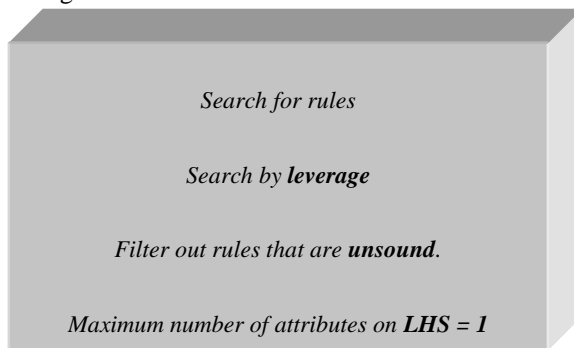 Search for rules
Search by leverage
Filter out rules that are unsound.
Maximum number of attributes on LHS = 1